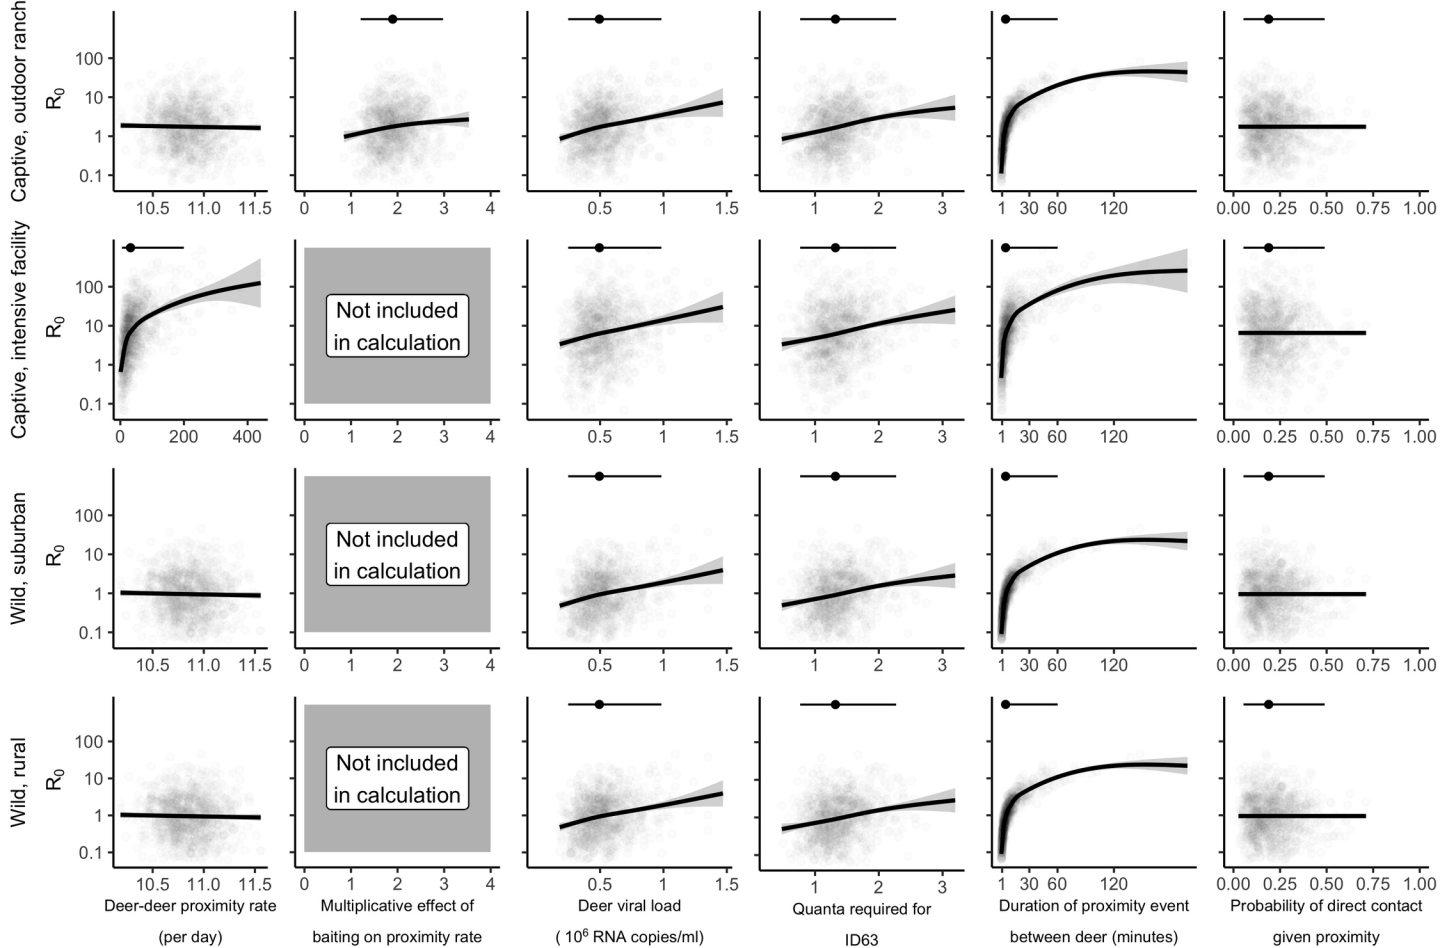 Captive, outdoor ranch
R0
100
10
1
0.1
10.5 11.0 11.5
0 1 2 3 4
0.5 1 1.5
1 2 3
1 30 60 120
0.00 0.25 0.50 0.75 1.00
Captive, intensive facility
R0
100
10
1
0.1
Not included
in calculation
0 200 400
0 1 2 3 4
0.5 1 1.5
1 2 3
1 30 60 120
0.00 0.25 0.50 0.75 1.00
Wild, suburban
R0
100
10
1
0.1
Not included
in calculation
10.5 11.0 11.5
0 1 2 3 4
0.5 1 1.5
1 2 3
1 30 60 120
0.00 0.25 0.50 0.75 1.00
Wild, rural
R0
100
10
1
0.1
Not included
in calculation
10.5 11.0 11.5
0 1 2 3 4
0.5 1 1.5
1 2 3
1 30 60 120
0.00 0.25 0.50 0.75 1.00
Deer-deer proximity rate
(per day)
Multiplicative effect of
baiting on proximity rate
Deer viral load
( 10^6 RNA copies/ml)
Quanta required for
ID63
Duration of proximity event
between deer (minutes)
Probability of direct contact
given proximity